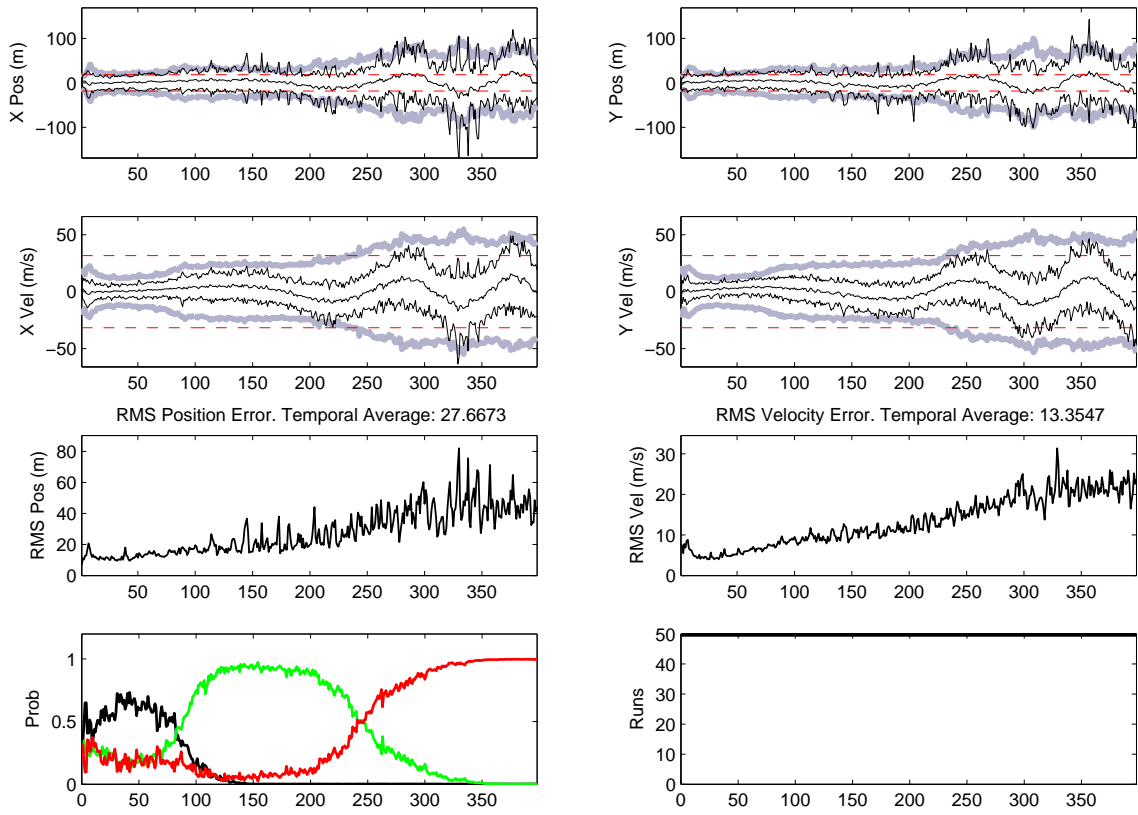 X Pos (m)
100
0
−100
50 100 150 200 250 300 350
Y Pos (m)
100
0
−100
50 100 150 200 250 300 350
X Vel (m/s)
50
0
−50
50 100 150 200 250 300 350
Y Vel (m/s)
50
0
−50
50 100 150 200 250 300 350
RMS Position Error. Temporal Average: 27.6673
RMS Pos (m)
80
60
40
20
0
50 100 150 200 250 300 350
RMS Velocity Error. Temporal Average: 13.3547
RMS Vel (m/s)
30
20
10
0
50 100 150 200 250 300 350
Prob
1
0.5
0
0 50 100 150 200 250 300 350
Runs
50
40
30
20
10
0
0 50 100 150 200 250 300 350